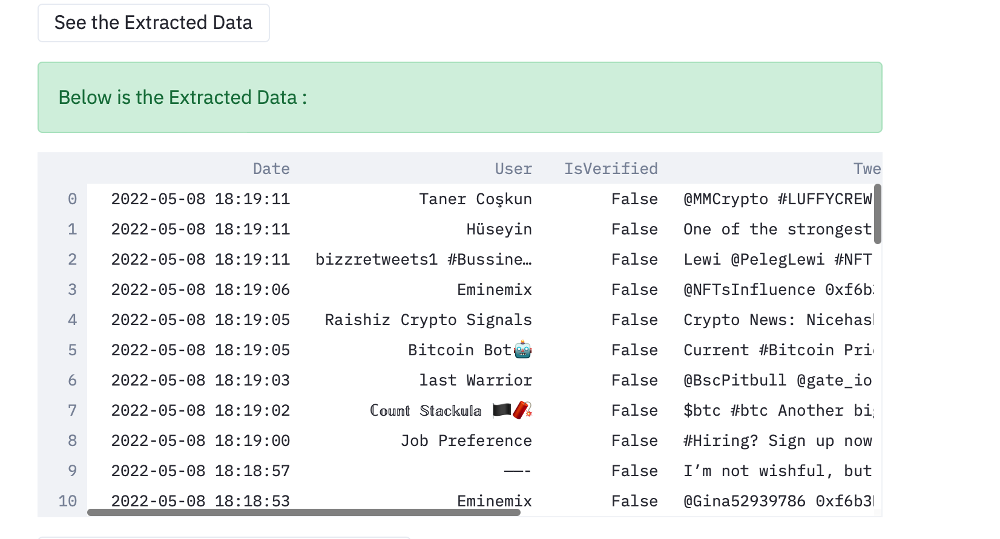 See the Extracted Data
Below is the Extracted Data :
Date User IsVerified Twe
0 2022-05-08 18:19:11 Taner Coşkun False @MMCrypto #LUFFYCREW
1 2022-05-08 18:19:11 Hüseyin False One of the strongest
2 2022-05-08 18:19:11 bizzretweets1 #Bussine… False Lewi @PelegLewi #NFT
3 2022-05-08 18:19:06 Eminemix False @NFTsInfluence 0xf6b
4 2022-05-08 18:19:05 Raishiz Crypto Signals False Crypto News: Nicehas
5 2022-05-08 18:19:05 Bitcoin Bot🤖 False Current #Bitcoin Pri
6 2022-05-08 18:19:03 last Warrior False @BscPitbull @gate_io
7 2022-05-08 18:19:02 ℂ𝕠𝕦𝕟𝕥 𝕊𝕥𝕒𝕔𝕜𝕦𝕝𝕒 🏴🧨 False $btc #btc Another bi
8 2022-05-08 18:19:00 Job Preference False #Hiring? Sign up now
9 2022-05-08 18:18:57 ——- False I’m not wishful, but
10 2022-05-08 18:18:53 Eminemix False @Gina52939786 0xf6b3